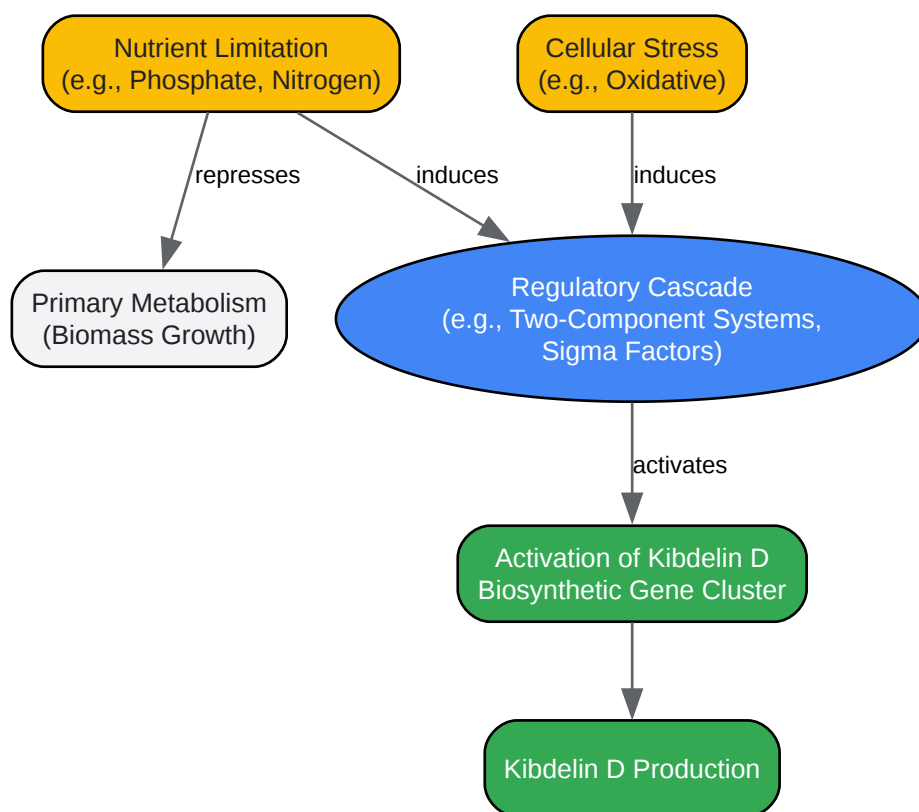 Nutrient Limitation
(e.g., Phosphate, Nitrogen)
Cellular Stress
(e.g., Oxidative)
represses
induces
induces
Primary Metabolism
(Biomass Growth)
Regulatory Cascade
(e.g., Two-Component Systems,
Sigma Factors)
activates
Activation of Kibdelin D
Biosynthetic Gene Cluster
Kibdelin D Production